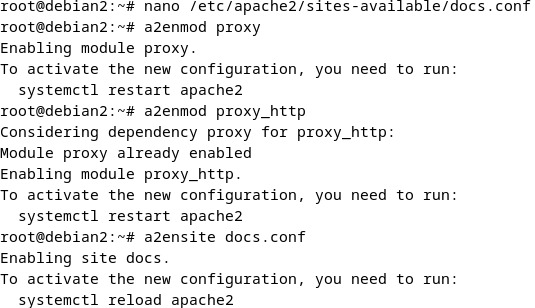 root@debian2:~# nano /etc/apache2/sites-available/docs.conf
root@debian2:~# a2enmod proxy
Enabling module proxy.
To activate the new configuration, you need to run:
  systemctl restart apache2
root@debian2:~# a2enmod proxy_http
Considering dependency proxy for proxy_http:
Module proxy already enabled
Enabling module proxy_http.
To activate the new configuration, you need to run:
  systemctl restart apache2
root@debian2:~# a2ensite docs.conf
Enabling site docs.
To activate the new configuration, you need to run:
  systemctl reload apache2